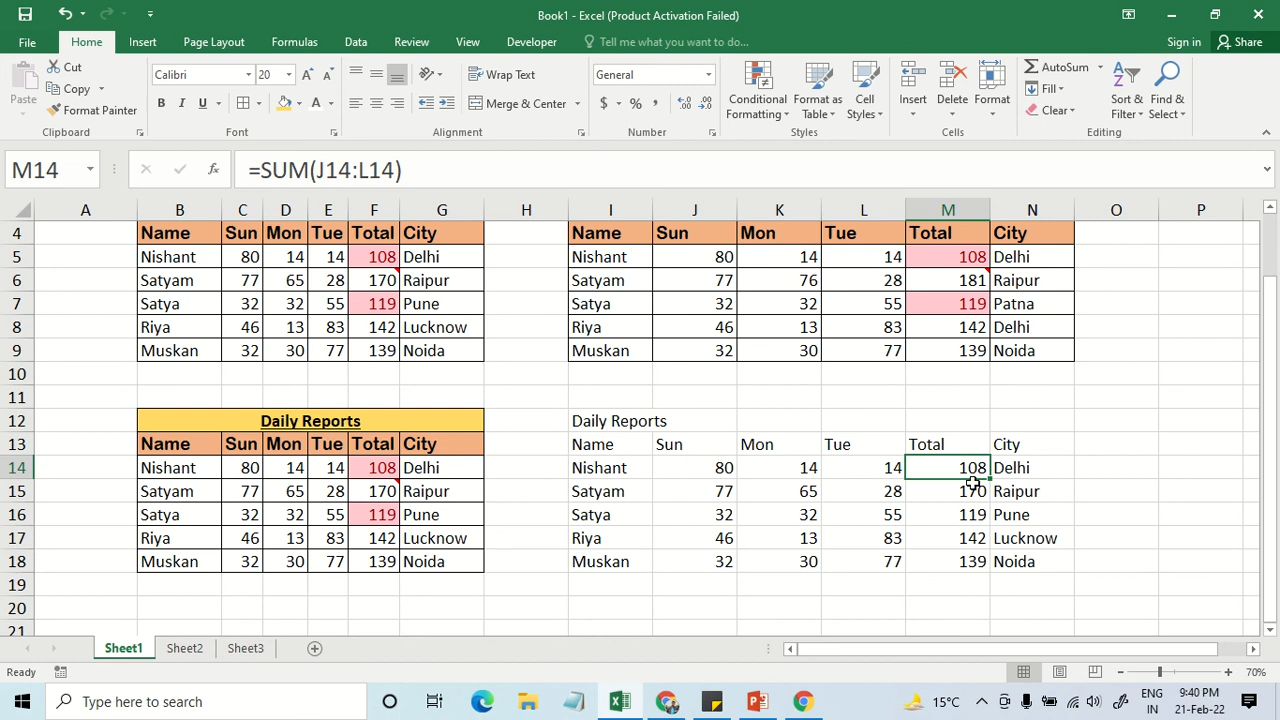 Book1 - Excel (Product Activation Failed)
File Home Insert Page Layout Formulas Data Review View Developer Tell me what you want to do... Sign in Share
Paste Cut Copy Format Painter Clipboard
Calibri 20 A A B I U A Font
Wrap Text Merge & Center Alignment
General $ % , Number
Conditional Formatting Format as Table Cell Styles Styles
Insert Delete Format Cells
AutoSum Fill Clear Sort & Filter Find & Select Editing
M14 fx =SUM(J14:L14)
A B C D E F G H I J K L M N O P
4 Name Sun Mon Tue Total City Name Sun Mon Tue Total City
5 Nishant 80 14 14 108 Delhi Nishant 80 14 14 108 Delhi
6 Satyam 77 65 28 170 Raipur Satyam 77 76 28 181 Raipur
7 Satya 32 32 55 119 Pune Satya 32 32 55 119 Patna
8 Riya 46 13 83 142 Lucknow Riya 46 13 83 142 Delhi
9 Muskan 32 30 77 139 Noida Muskan 32 30 77 139 Noida
10
11
12 Daily Reports Daily Reports
13 Name Sun Mon Tue Total City Name Sun Mon Tue Total City
14 Nishant 80 14 14 108 Delhi Nishant 80 14 14 108 Delhi
15 Satyam 77 65 28 170 Raipur Satyam 77 65 28 170 Raipur
16 Satya 32 32 55 119 Pune Satya 32 32 55 119 Pune
17 Riya 46 13 83 142 Lucknow Riya 46 13 83 142 Lucknow
18 Muskan 32 30 77 139 Noida Muskan 32 30 77 139 Noida
19
20
21
Sheet1 Sheet2 Sheet3
Ready 70%
Type here to search 15°C ENG IN 9:40 PM 21-Feb-22